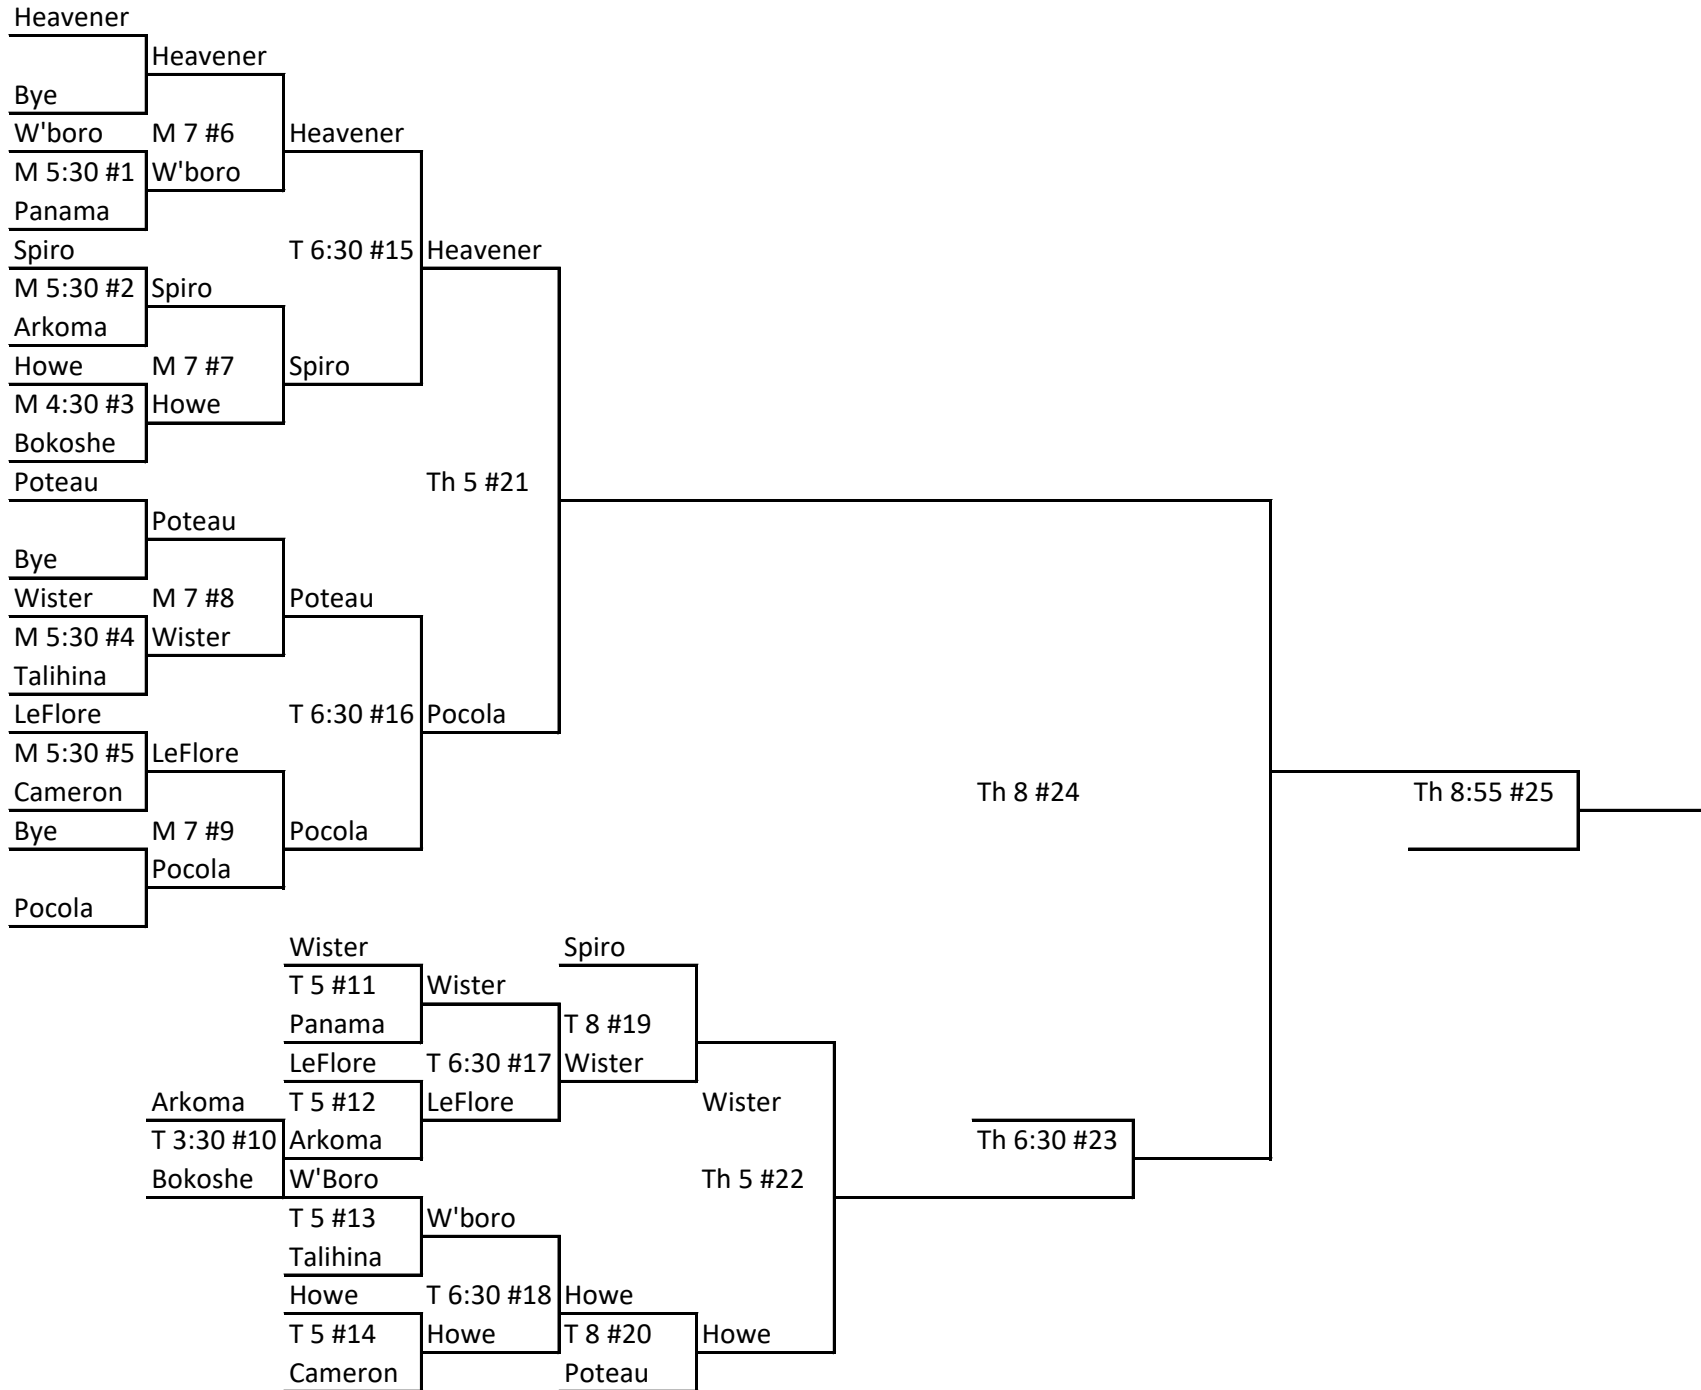 Heavener
Heavener
Bye
W'boro M 7 #6 Heavener
M 5:30 #1 W'boro
Panama
Spiro T 6:30 #15 Heavener
M 5:30 #2 Spiro
Arkoma
Howe M 7 #7 Spiro
M 4:30 #3 Howe
Bokoshe
Poteau Th 5 #21
Poteau
Bye
Wister M 7 #8 Poteau
M 5:30 #4 Wister
Talihina
LeFlore T 6:30 #16 Pocola
M 5:30 #5 LeFlore
Cameron Th 8 #24 Th 8:55 #25
Bye M 7 #9 Pocola
Pocola
Pocola
Wister Spiro
T 5 #11 Wister
Panama T 8 #19
LeFlore T 6:30 #17 Wister
Arkoma T 5 #12 LeFlore Wister
T 3:30 #10 Arkoma Th 6:30 #23
Bokoshe W'Boro Th 5 #22
T 5 #13 W'boro
Talihina
Howe T 6:30 #18 Howe
T 5 #14 Howe T 8 #20 Howe
Cameron Poteau